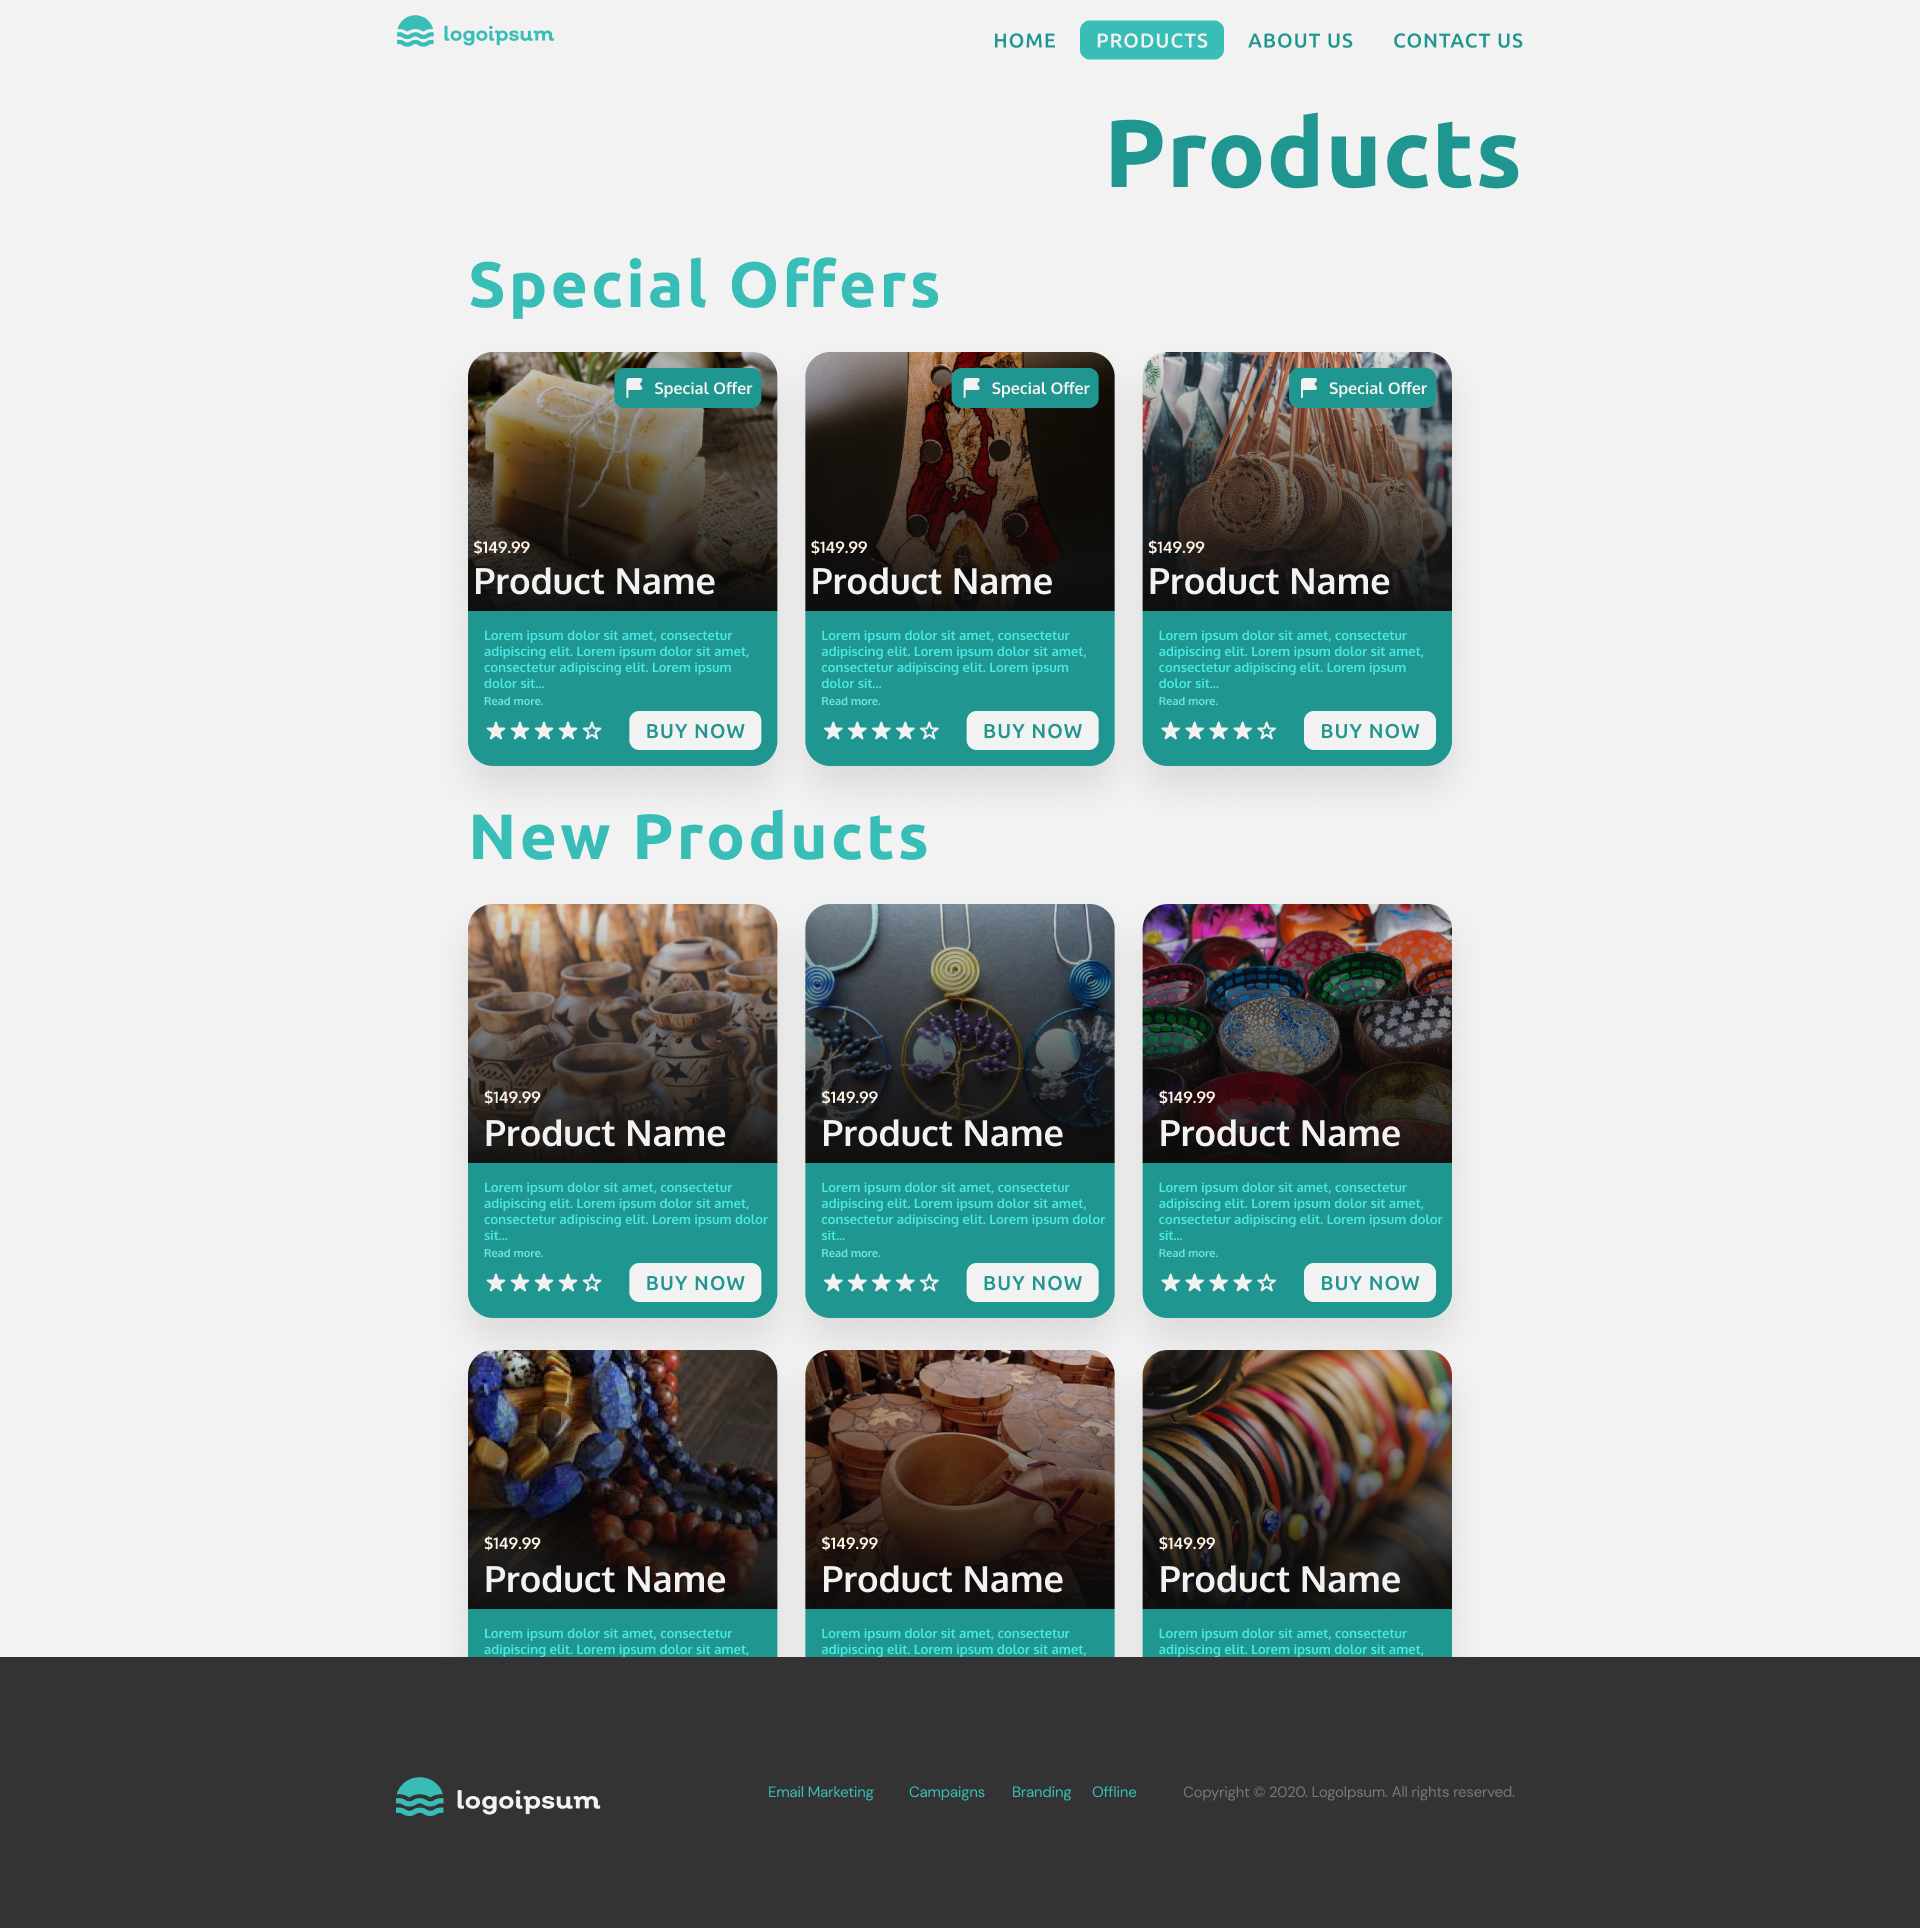 logoipsum
HOME PRODUCTS ABOUT US CONTACT US
Products
Special Offers
Special Offer
$149.99
Product Name
Lorem ipsum dolor sit amet, consectetur
adipiscing elit. Lorem ipsum dolor sit amet,
consectetur adipiscing elit. Lorem ipsum
dolor sit...
Read more.
BUY NOW
Special Offer
$149.99
Product Name
Lorem ipsum dolor sit amet, consectetur
adipiscing elit. Lorem ipsum dolor sit amet,
consectetur adipiscing elit. Lorem ipsum
dolor sit...
Read more.
BUY NOW
Special Offer
$149.99
Product Name
Lorem ipsum dolor sit amet, consectetur
adipiscing elit. Lorem ipsum dolor sit amet,
consectetur adipiscing elit. Lorem ipsum
dolor sit...
Read more.
BUY NOW
New Products
$149.99
Product Name
Lorem ipsum dolor sit amet, consectetur
adipiscing elit. Lorem ipsum dolor sit amet,
consectetur adipiscing elit. Lorem ipsum dolor
sit...
Read more.
BUY NOW
$149.99
Product Name
Lorem ipsum dolor sit amet, consectetur
adipiscing elit. Lorem ipsum dolor sit amet,
consectetur adipiscing elit. Lorem ipsum dolor
sit...
Read more.
BUY NOW
$149.99
Product Name
Lorem ipsum dolor sit amet, consectetur
adipiscing elit. Lorem ipsum dolor sit amet,
consectetur adipiscing elit. Lorem ipsum dolor
sit...
Read more.
BUY NOW
$149.99
Product Name
Lorem ipsum dolor sit amet, consectetur
adipiscing elit. Lorem ipsum dolor sit amet,
$149.99
Product Name
Lorem ipsum dolor sit amet, consectetur
adipiscing elit. Lorem ipsum dolor sit amet,
$149.99
Product Name
Lorem ipsum dolor sit amet, consectetur
adipiscing elit. Lorem ipsum dolor sit amet,
logoipsum
Email Marketing Campaigns Branding Offline Copyright © 2020. LogoIpsum. All rights reserved.